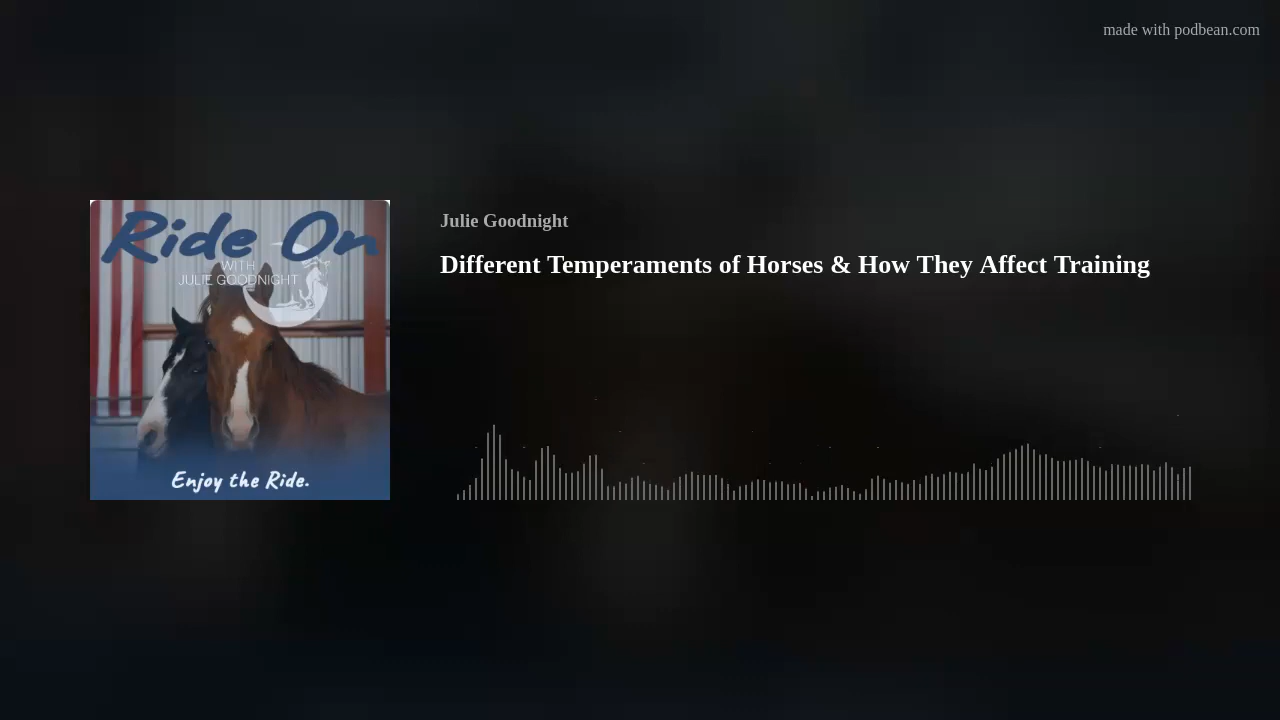 made with podbean.com
Ride On
WITH
JULIE GOODNIGHT
Julie Goodnight
Different Temperaments of Horses & How They Affect Training
Enjoy the Ride.